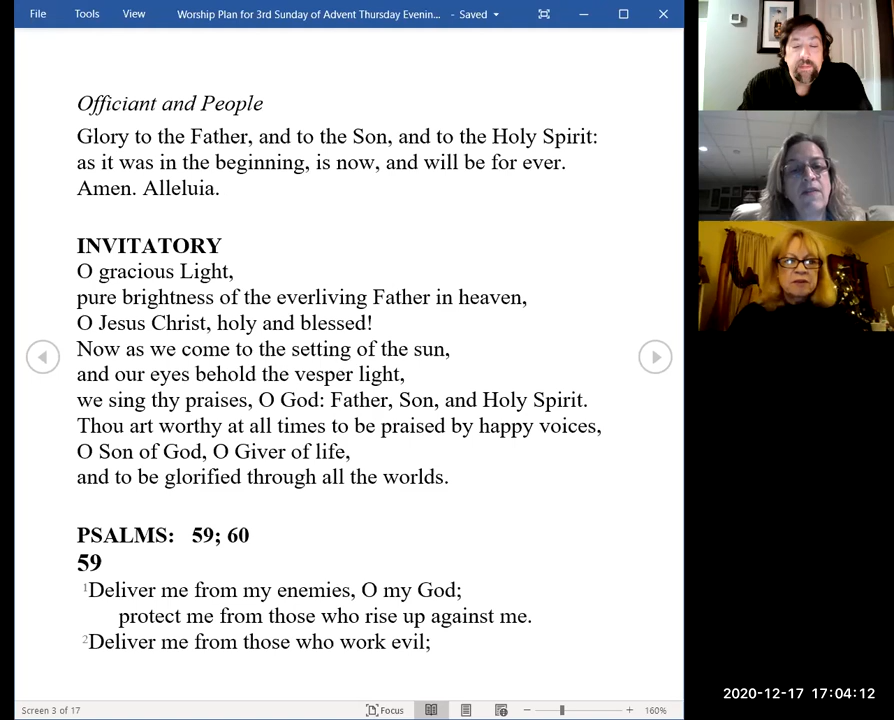 File Tools View Worship Plan for 3rd Sunday of Advent Thursday Evenin... - Saved
Officiant and People
Glory to the Father, and to the Son, and to the Holy Spirit:
as it was in the beginning, is now, and will be for ever.
Amen. Alleluia.
INVITATORY
O gracious Light,
pure brightness of the everliving Father in heaven,
O Jesus Christ, holy and blessed!
Now as we come to the setting of the sun,
and our eyes behold the vesper light,
we sing thy praises, O God: Father, Son, and Holy Spirit.
Thou art worthy at all times to be praised by happy voices,
O Son of God, O Giver of life,
and to be glorified through all the worlds.
PSALMS: 59; 60
59
1Deliver me from my enemies, O my God;
protect me from those who rise up against me.
2Deliver me from those who work evil;
Screen 3 of 17 Focus 160%
2020-12-17 17:04:12